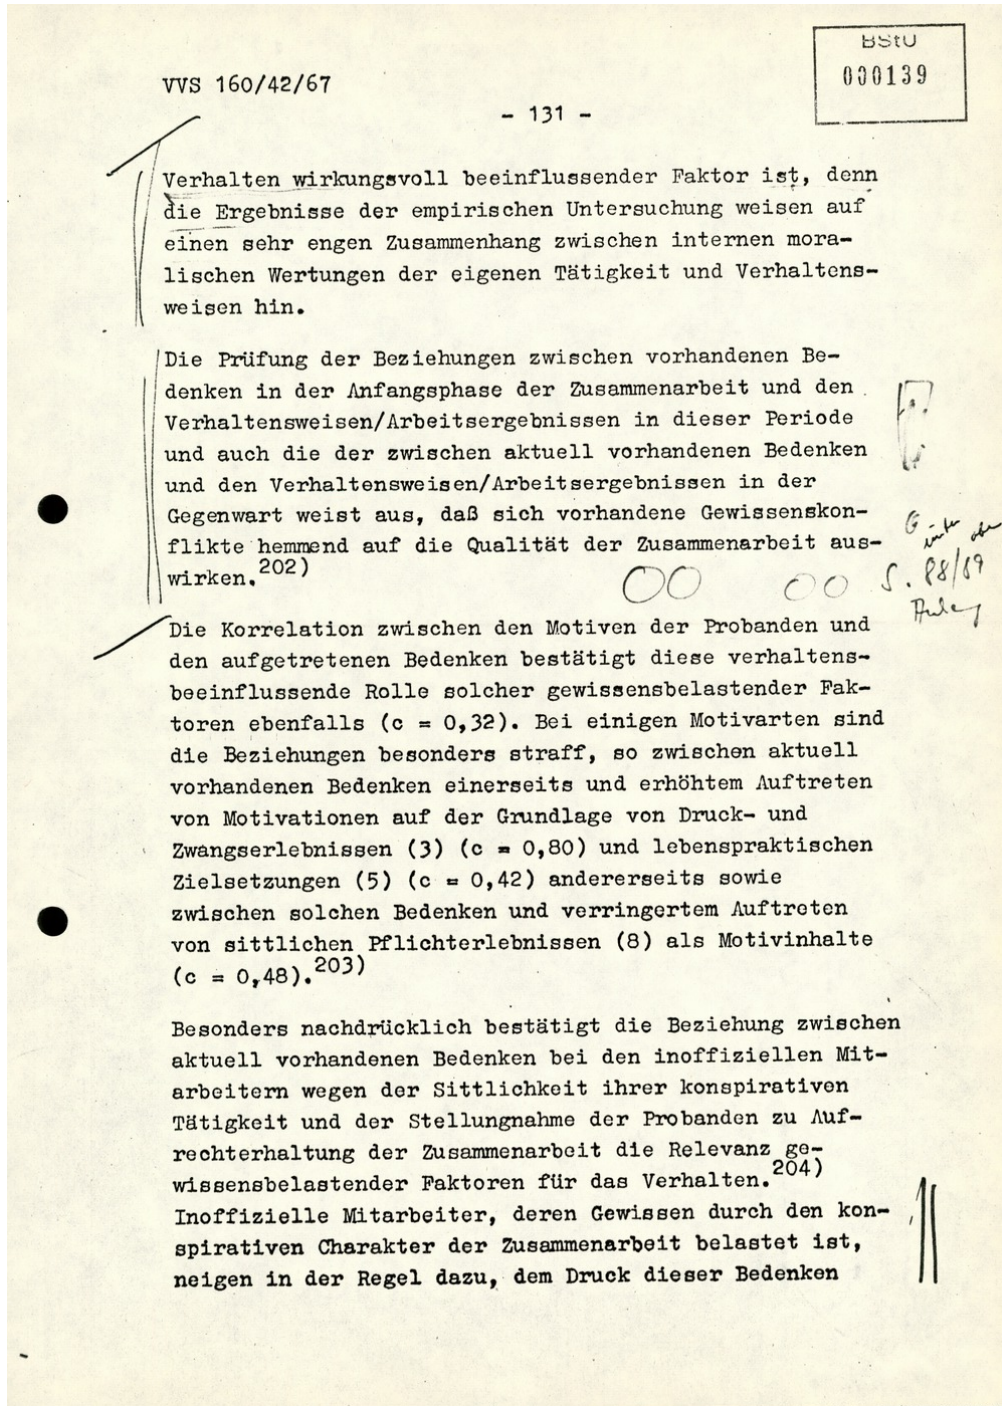 BStU
000139
VVS 160/42/67
- 131 -
Verhalten wirkungsvoll beeinflussender Faktor ist, denn
die Ergebnisse der empirischen Untersuchung weisen auf
einen sehr engen Zusammenhang zwischen internen mora-
lischen Wertungen der eigenen Tätigkeit und Verhaltens-
weisen hin.
Die Prüfung der Beziehungen zwischen vorhandenen Be-
denken in der Anfangsphase der Zusammenarbeit und den
Verhaltensweisen/Arbeitsergebnissen in dieser Periode
und auch die der zwischen aktuell vorhandenen Bedenken
und den Verhaltensweisen/Arbeitsergebnissen in der
Gegenwart weist aus, daß sich vorhandene Gewissenskon-
flikte hemmend auf die Qualität der Zusammenarbeit aus-
wirken.202)
S. 88/89
Die Korrelation zwischen den Motiven der Probanden und
den aufgetretenen Bedenken bestätigt diese verhaltens-
beeinflussende Rolle solcher gewissensbelastender Fak-
toren ebenfalls (c = 0,32). Bei einigen Motivarten sind
die Beziehungen besonders straff, so zwischen aktuell
vorhandenen Bedenken einerseits und erhöhtem Auftreten
von Motivationen auf der Grundlage von Druck- und
Zwangserlebnissen (3) (c = 0,80) und lebenspraktischen
Zielsetzungen (5) (c = 0,42) andererseits sowie
zwischen solchen Bedenken und verringertem Auftreten
von sittlichen Pflichterlebnissen (8) als Motivinhalte
(c = 0,48).203)
Besonders nachdrücklich bestätigt die Beziehung zwischen
aktuell vorhandenen Bedenken bei den inoffiziellen Mit-
arbeitern wegen der Sittlichkeit ihrer konspirativen
Tätigkeit und der Stellungnahme der Probanden zu Auf-
rechterhaltung der Zusammenarbeit die Relevanz ge-
wissensbelastender Faktoren für das Verhalten.204)
Inoffizielle Mitarbeiter, deren Gewissen durch den kon-
spirativen Charakter der Zusammenarbeit belastet ist,
neigen in der Regel dazu, dem Druck dieser Bedenken